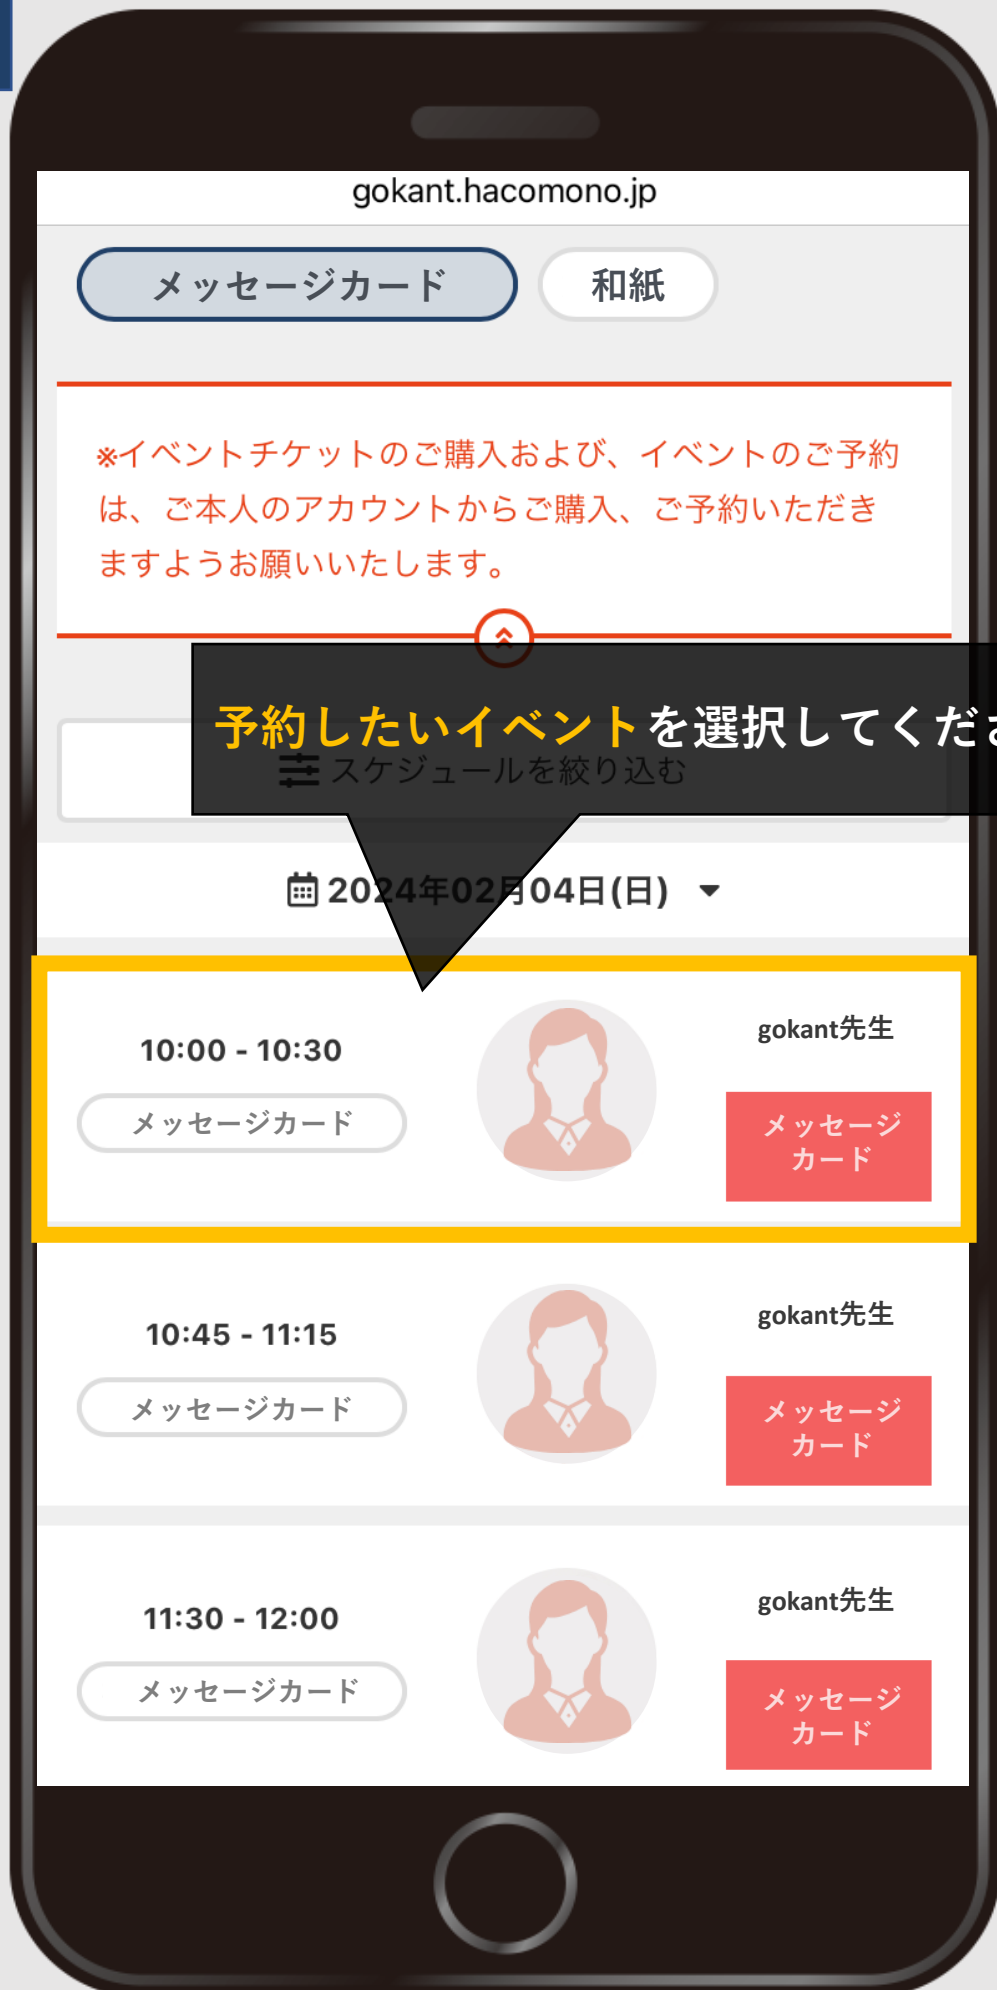 gokant.hacomono.jp
メッセージカード
和紙
※イベントチケットのご購入および、イベントのご予約
は、ご本人のアカウントからご購入、ご予約いただき
ますようお願いいたします。
予約したいイベントを選択してくだ
スケジュールを絞り込む
2024年02月04日(日)
10:00 - 10:30
メッセージカード
gokant先生
メッセージ
カード
10:45 - 11:15
メッセージカード
gokant先生
メッセージ
カード
11:30 - 12:00
メッセージカード
gokant先生
メッセージ
カード